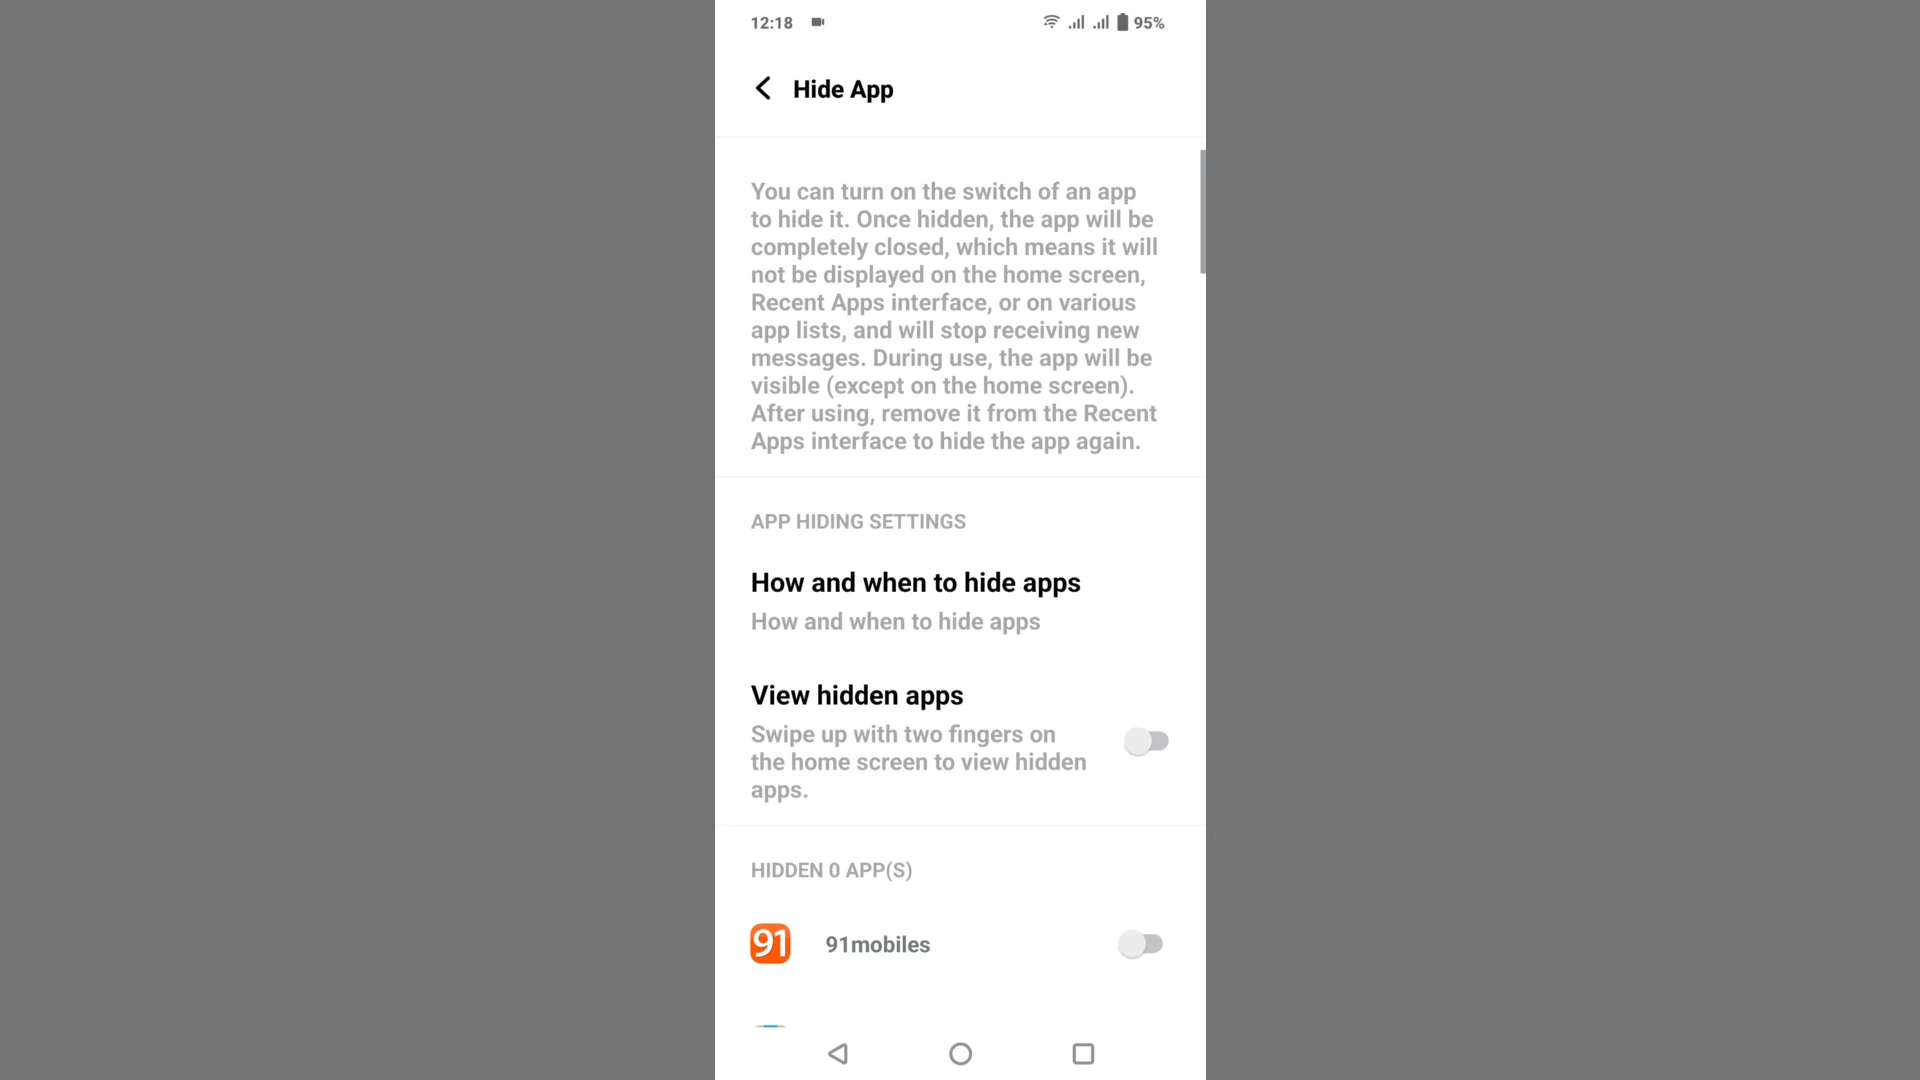 12:18
95%
Hide App
You can turn on the switch of an app
to hide it. Once hidden, the app will be
completely closed, which means it will
not be displayed on the home screen,
Recent Apps interface, or on various
app lists, and will stop receiving new
messages. During use, the app will be
visible (except on the home screen).
After using, remove it from the Recent
Apps interface to hide the app again.
APP HIDING SETTINGS
How and when to hide apps
How and when to hide apps
View hidden apps
Swipe up with two fingers on
the home screen to view hidden
apps.
HIDDEN 0 APP(S)
91
91mobiles